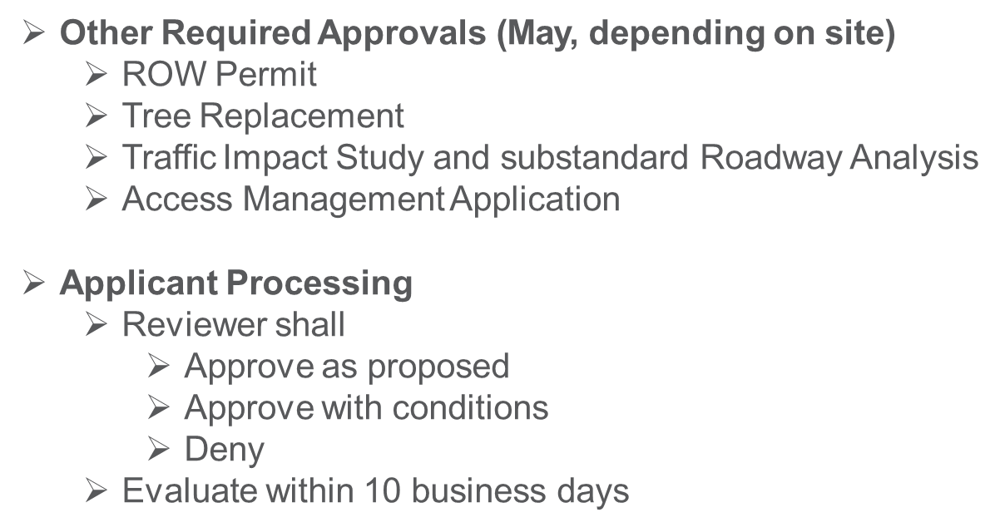 ➢ Other Required Approvals (May, depending on site)
➢ ROW Permit
➢ Tree Replacement
➢ Traffic Impact Study and substandard Roadway Analysis
➢ Access Management Application
➢ Applicant Processing
➢ Reviewer shall
➢ Approve as proposed
➢ Approve with conditions
➢ Deny
➢ Evaluate within 10 business days